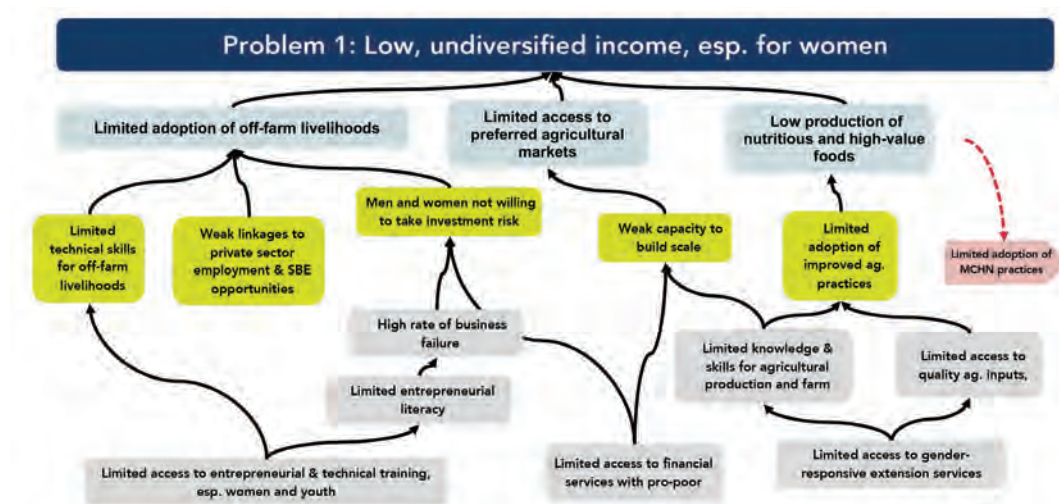 Problem 1: Low, undiversified income, esp. for women
Limited adoption of off-farm livelihoods
Limited access to
preferred agricultural
markets
Low production of
nutritious and high-value
foods
Limited
technical skills
for off-farm
livelihoods
Weak linkages to
private sector
employment & SBE
opportunities
Men and women not willing
to take investment risk
Weak capacity to
build scale
Limited
adoption of
improved ag.
practices
Limited adoption of
MCHN practices
High rate of business
failure
Limited entrepreneurial
literacy
Limited knowledge &
skills for agricultural
production and farm
Limited access to
quality ag. inputs,
Limited access to entrepreneurial & technical training,
esp. women and youth
Limited access to financial
services with pro-poor
Limited access to gender-
responsive extension services